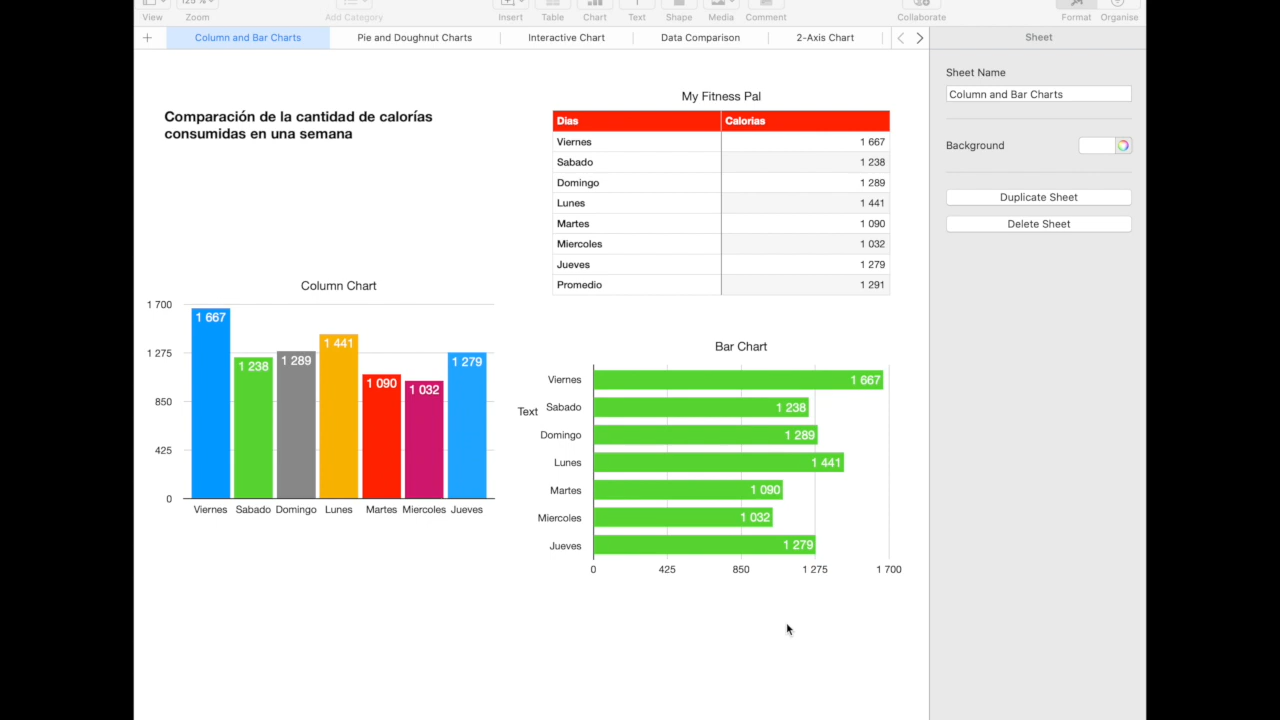 125 %
View
Zoom
Add Category
Insert
Table
Chart
Text
Shape
Media
Comment
Collaborate
Format
Organise
Column and Bar Charts
Pie and Doughnut Charts
Interactive Chart
Data Comparison
2-Axis Chart
Sheet
Sheet Name
Column and Bar Charts
Background
Duplicate Sheet
Delete Sheet
Comparación de la cantidad de calorías
consumidas en una semana
My Fitness Pal
Dias Calorias
Viernes 1 667
Sabado 1 238
Domingo 1 289
Lunes 1 441
Martes 1 090
Miercoles 1 032
Jueves 1 279
Promedio 1 291
Column Chart
1 700
1 275
850
425
0
1 667
1 238
1 289
1 441
1 090
1 032
1 279
Viernes Sabado Domingo Lunes Martes Miercoles Jueves
Bar Chart
Text
Viernes 1 667
Sabado 1 238
Domingo 1 289
Lunes 1 441
Martes 1 090
Miercoles 1 032
Jueves 1 279
0 425 850 1 275 1 700